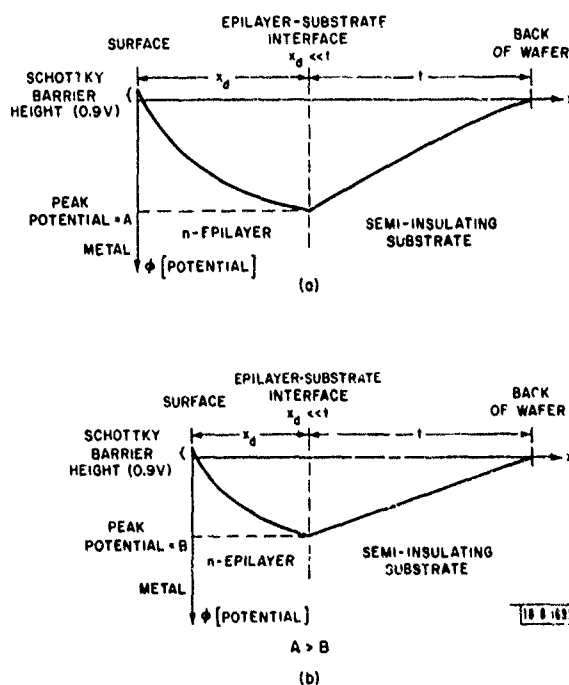 EPILAYER-SUBSTRATE
INTERFACE
x_d << t
SURFACE
BACK
OF WAFER
x_d
t
SCHOTTKY
BARRIER
HEIGHT (0.9V)
x
PEAK
POTENTIAL = A
METAL
n-EPILAYER
SEMI-INSULATING
SUBSTRATE
ϕ [POTENTIAL]
(a)
EPILAYER-SUBSTRATE
INTERFACE
x_d << t
SURFACE
BACK
OF WAFER
x_d
t
SCHOTTKY
BARRIER
HEIGHT (0.9V)
x
PEAK
POTENTIAL = B
n-EPILAYER
SEMI-INSULATING
SUBSTRATE
METAL
ϕ [POTENTIAL]
A > B
(b)